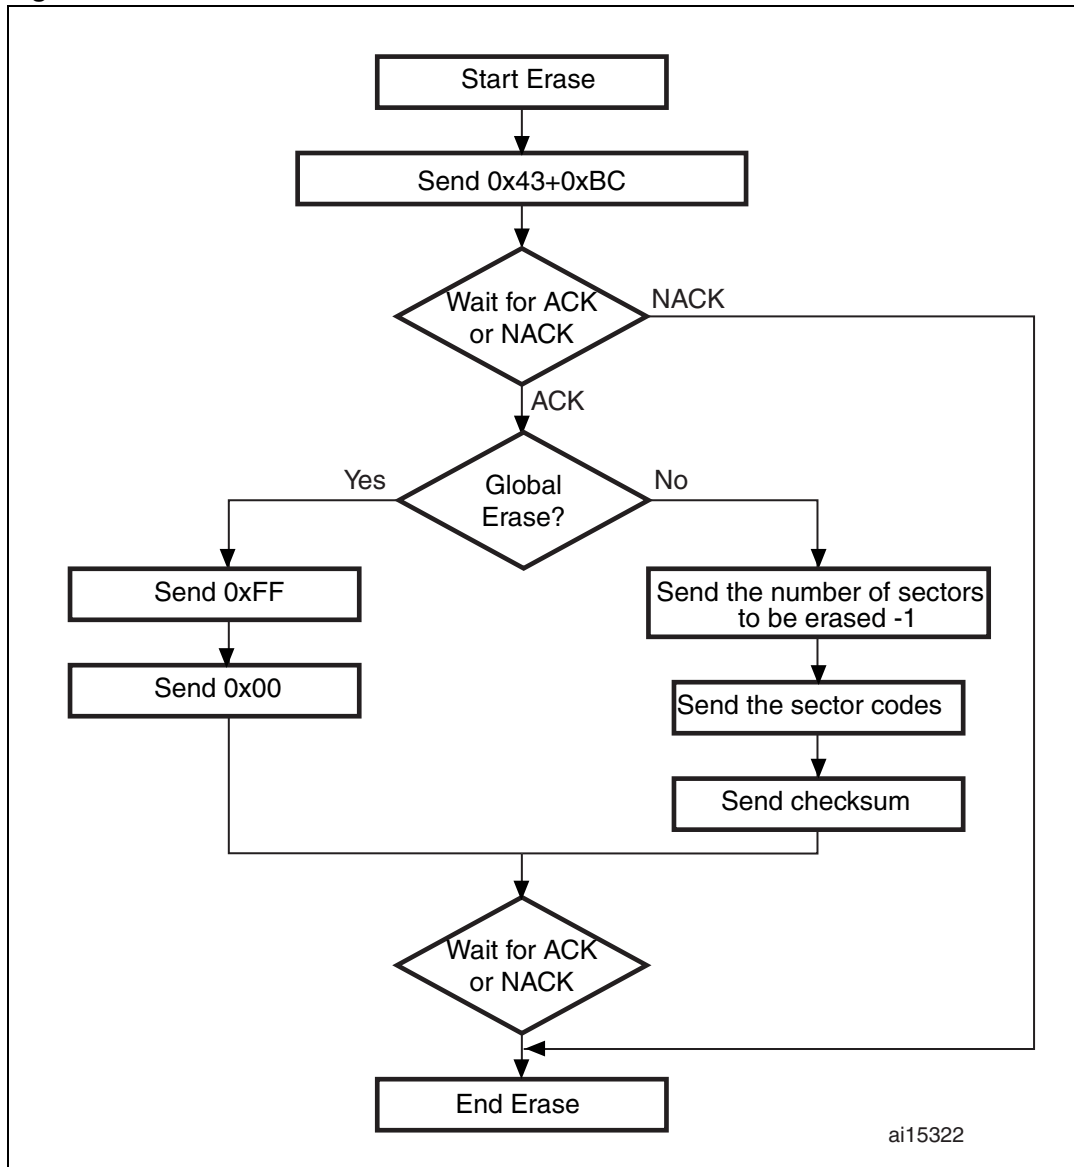 Start Erase
Send 0x43+0xBC
Wait for ACK
or NACK
NACK
ACK
Yes
Global
Erase?
No
Send 0xFF
Send the number of sectors
to be erased -1
Send 0x00
Send the sector codes
Send checksum
Wait for ACK
or NACK
End Erase
ai15322